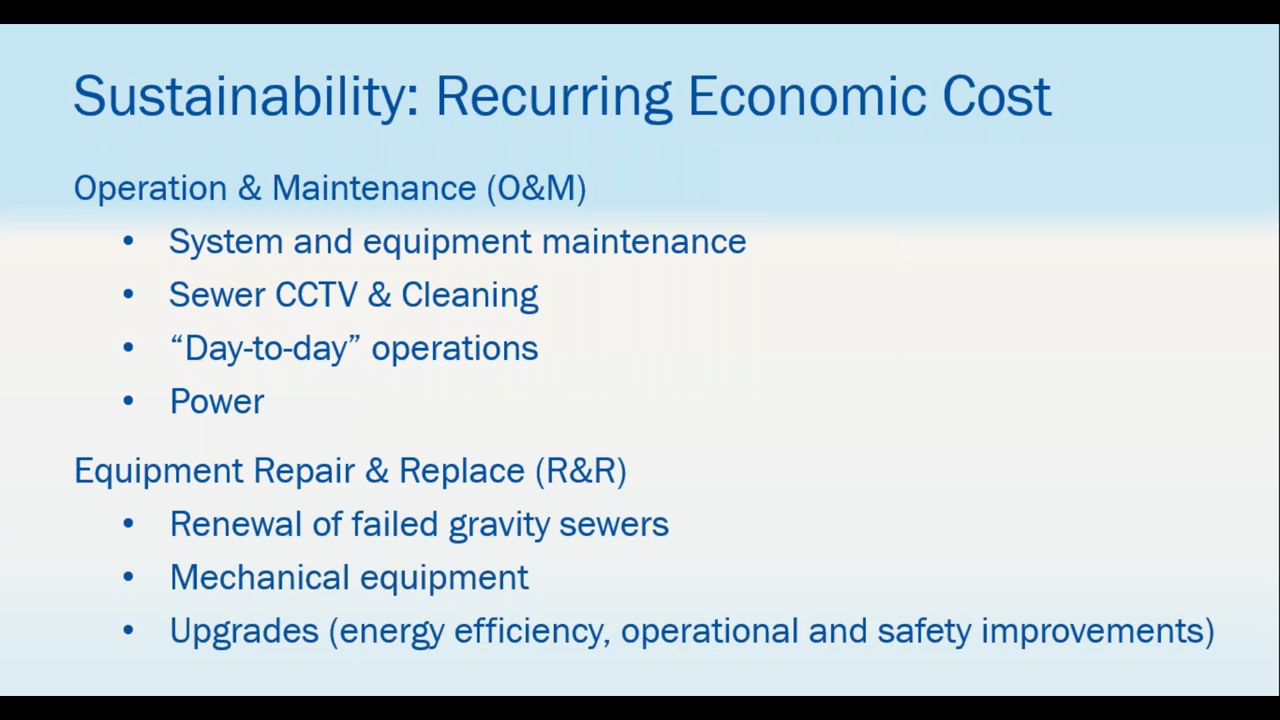 Sustainability: Recurring Economic Cost
Operation & Maintenance (O&M)
• System and equipment maintenance
• Sewer CCTV & Cleaning
• “Day-to-day” operations
• Power
Equipment Repair & Replace (R&R)
• Renewal of failed gravity sewers
• Mechanical equipment
• Upgrades (energy efficiency, operational and safety improvements)